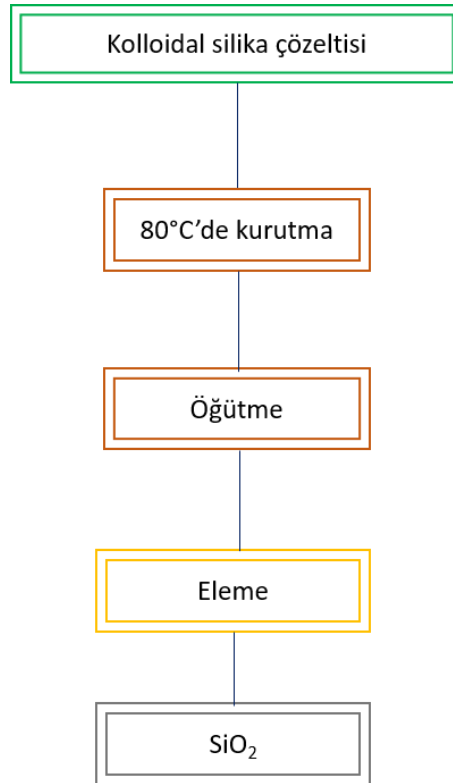 Kolloidal silika çözeltisi
80°C'de kurutma
Öğütme
Eleme
SiO₂